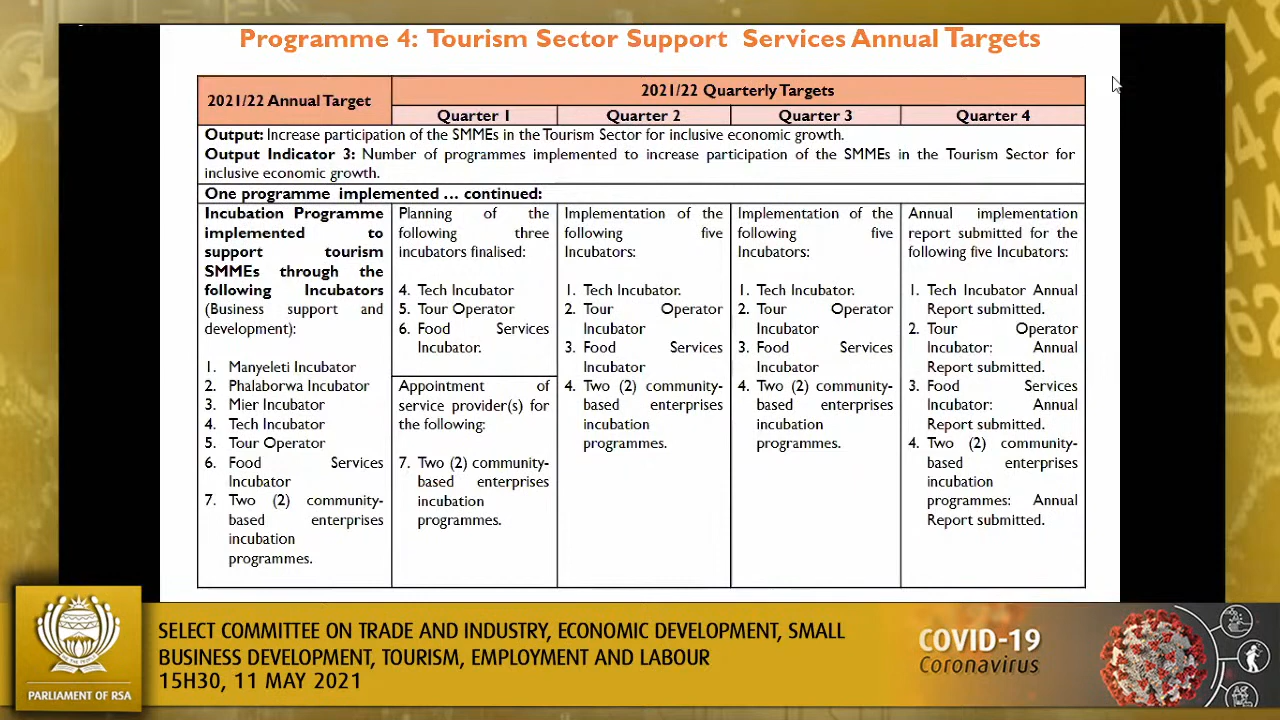 Programme 4: Tourism Sector Support Services Annual Targets
2021/22 Annual Target
2021/22 Quarterly Targets
Quarter 1
Quarter 2
Quarter 3
Quarter 4
Output: Increase participation of the SMMEs in the Tourism Sector for inclusive economic growth.
Output Indicator 3: Number of programmes implemented to increase participation of the SMMEs in the Tourism Sector for
inclusive economic growth.
One programme implemented … continued:
Incubation Programme
implemented to
support tourism
SMMEs through the
following Incubators
(Business support and
development):
1. Manyeleti Incubator
2. Phalaborwa Incubator
3. Mier Incubator
4. Tech Incubator
5. Tour Operator
6. Food Services
Incubator
7. Two (2) community-
based enterprises
incubation
programmes.
Planning of the
following three
incubators finalised:
4. Tech Incubator
5. Tour Operator
6. Food Services
Incubator.
Appointment of
service provider(s) for
the following:
7. Two (2) community-
based enterprises
incubation
programmes.
Implementation of the
following five
Incubators:
1. Tech Incubator.
2. Tour Operator
Incubator
3. Food Services
Incubator
4. Two (2) community-
based enterprises
incubation
programmes.
Implementation of the
following five
Incubators:
1. Tech Incubator.
2. Tour Operator
Incubator
3. Food Services
Incubator
4. Two (2) community-
based enterprises
incubation
programmes.
Annual implementation
report submitted for the
following five Incubators:
1. Tech Incubator Annual
Report submitted.
2. Tour Operator
Incubator: Annual
Report submitted.
3. Food Services
Incubator: Annual
Report submitted.
4. Two (2) community-
based enterprises
incubation
programmes: Annual
Report submitted.
PARLIAMENT OF RSA
SELECT COMMITTEE ON TRADE AND INDUSTRY, ECONOMIC DEVELOPMENT, SMALL
BUSINESS DEVELOPMENT, TOURISM, EMPLOYMENT AND LABOUR
15H30, 11 MAY 2021
COVID-19
Coronavirus